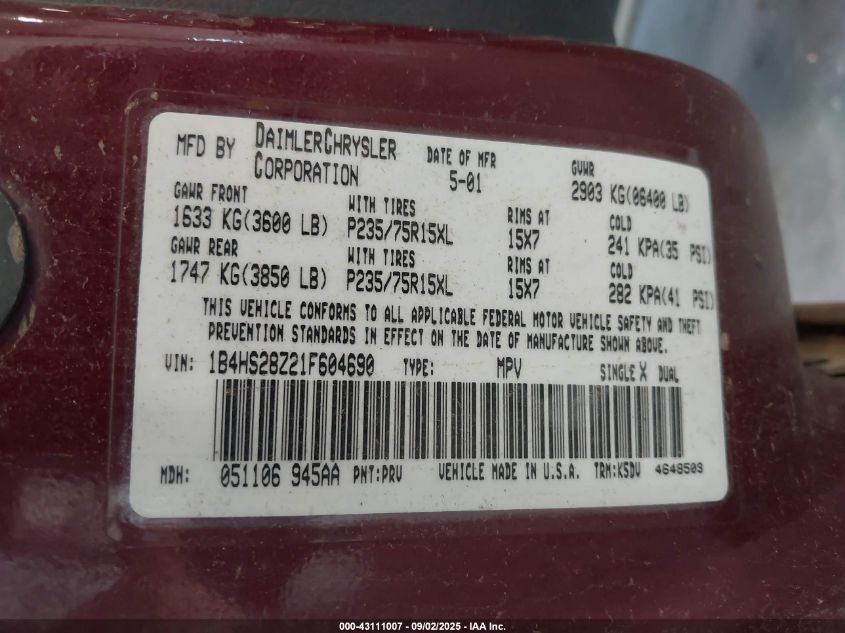 MFD BY DAIMLERCHRYSLER CORPORATION DATE OF MFR 5-01 GVWR 2903 KG(06400 LB)
GAWR FRONT WITH TIRES RIMS AT COLD
1633 KG(3600 LB) P235/75R15XL 15X7 241 KPA(35 PSI)
GAWR REAR WITH TIRES RIMS AT COLD
1747 KG(3850 LB) P235/75R15XL 15X7 282 KPA(41 PSI)
THIS VEHICLE CONFORMS TO ALL APPLICABLE FEDERAL MOTOR VEHICLE SAFETY AND THEFT
PREVENTION STANDARDS IN EFFECT ON THE DATE OF MANUFACTURE SHOWN ABOVE.
VIN: 1B4HS28Z21F604690 TYPE: MPV SINGLE X DUAL
MDH: 051106 945AA PNT:PRV VEHICLE MADE IN U.S.A. TRM:K5DV 4648503
000-43111007 - 09/02/2025 - IAA Inc.